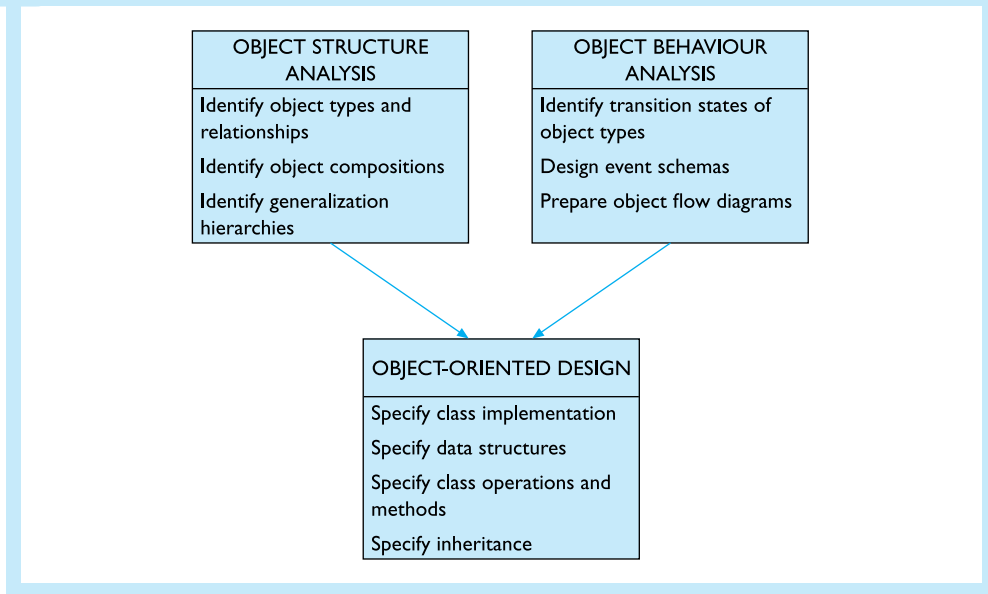 OBJECT STRUCTURE
ANALYSIS
Identify object types and
relationships
Identify object compositions
Identify generalization
hierarchies
OBJECT BEHAVIOUR
ANALYSIS
Identify transition states of
object types
Design event schemas
Prepare object flow diagrams
OBJECT-ORIENTED DESIGN
Specify class implementation
Specify data structures
Specify class operations and
methods
Specify inheritance